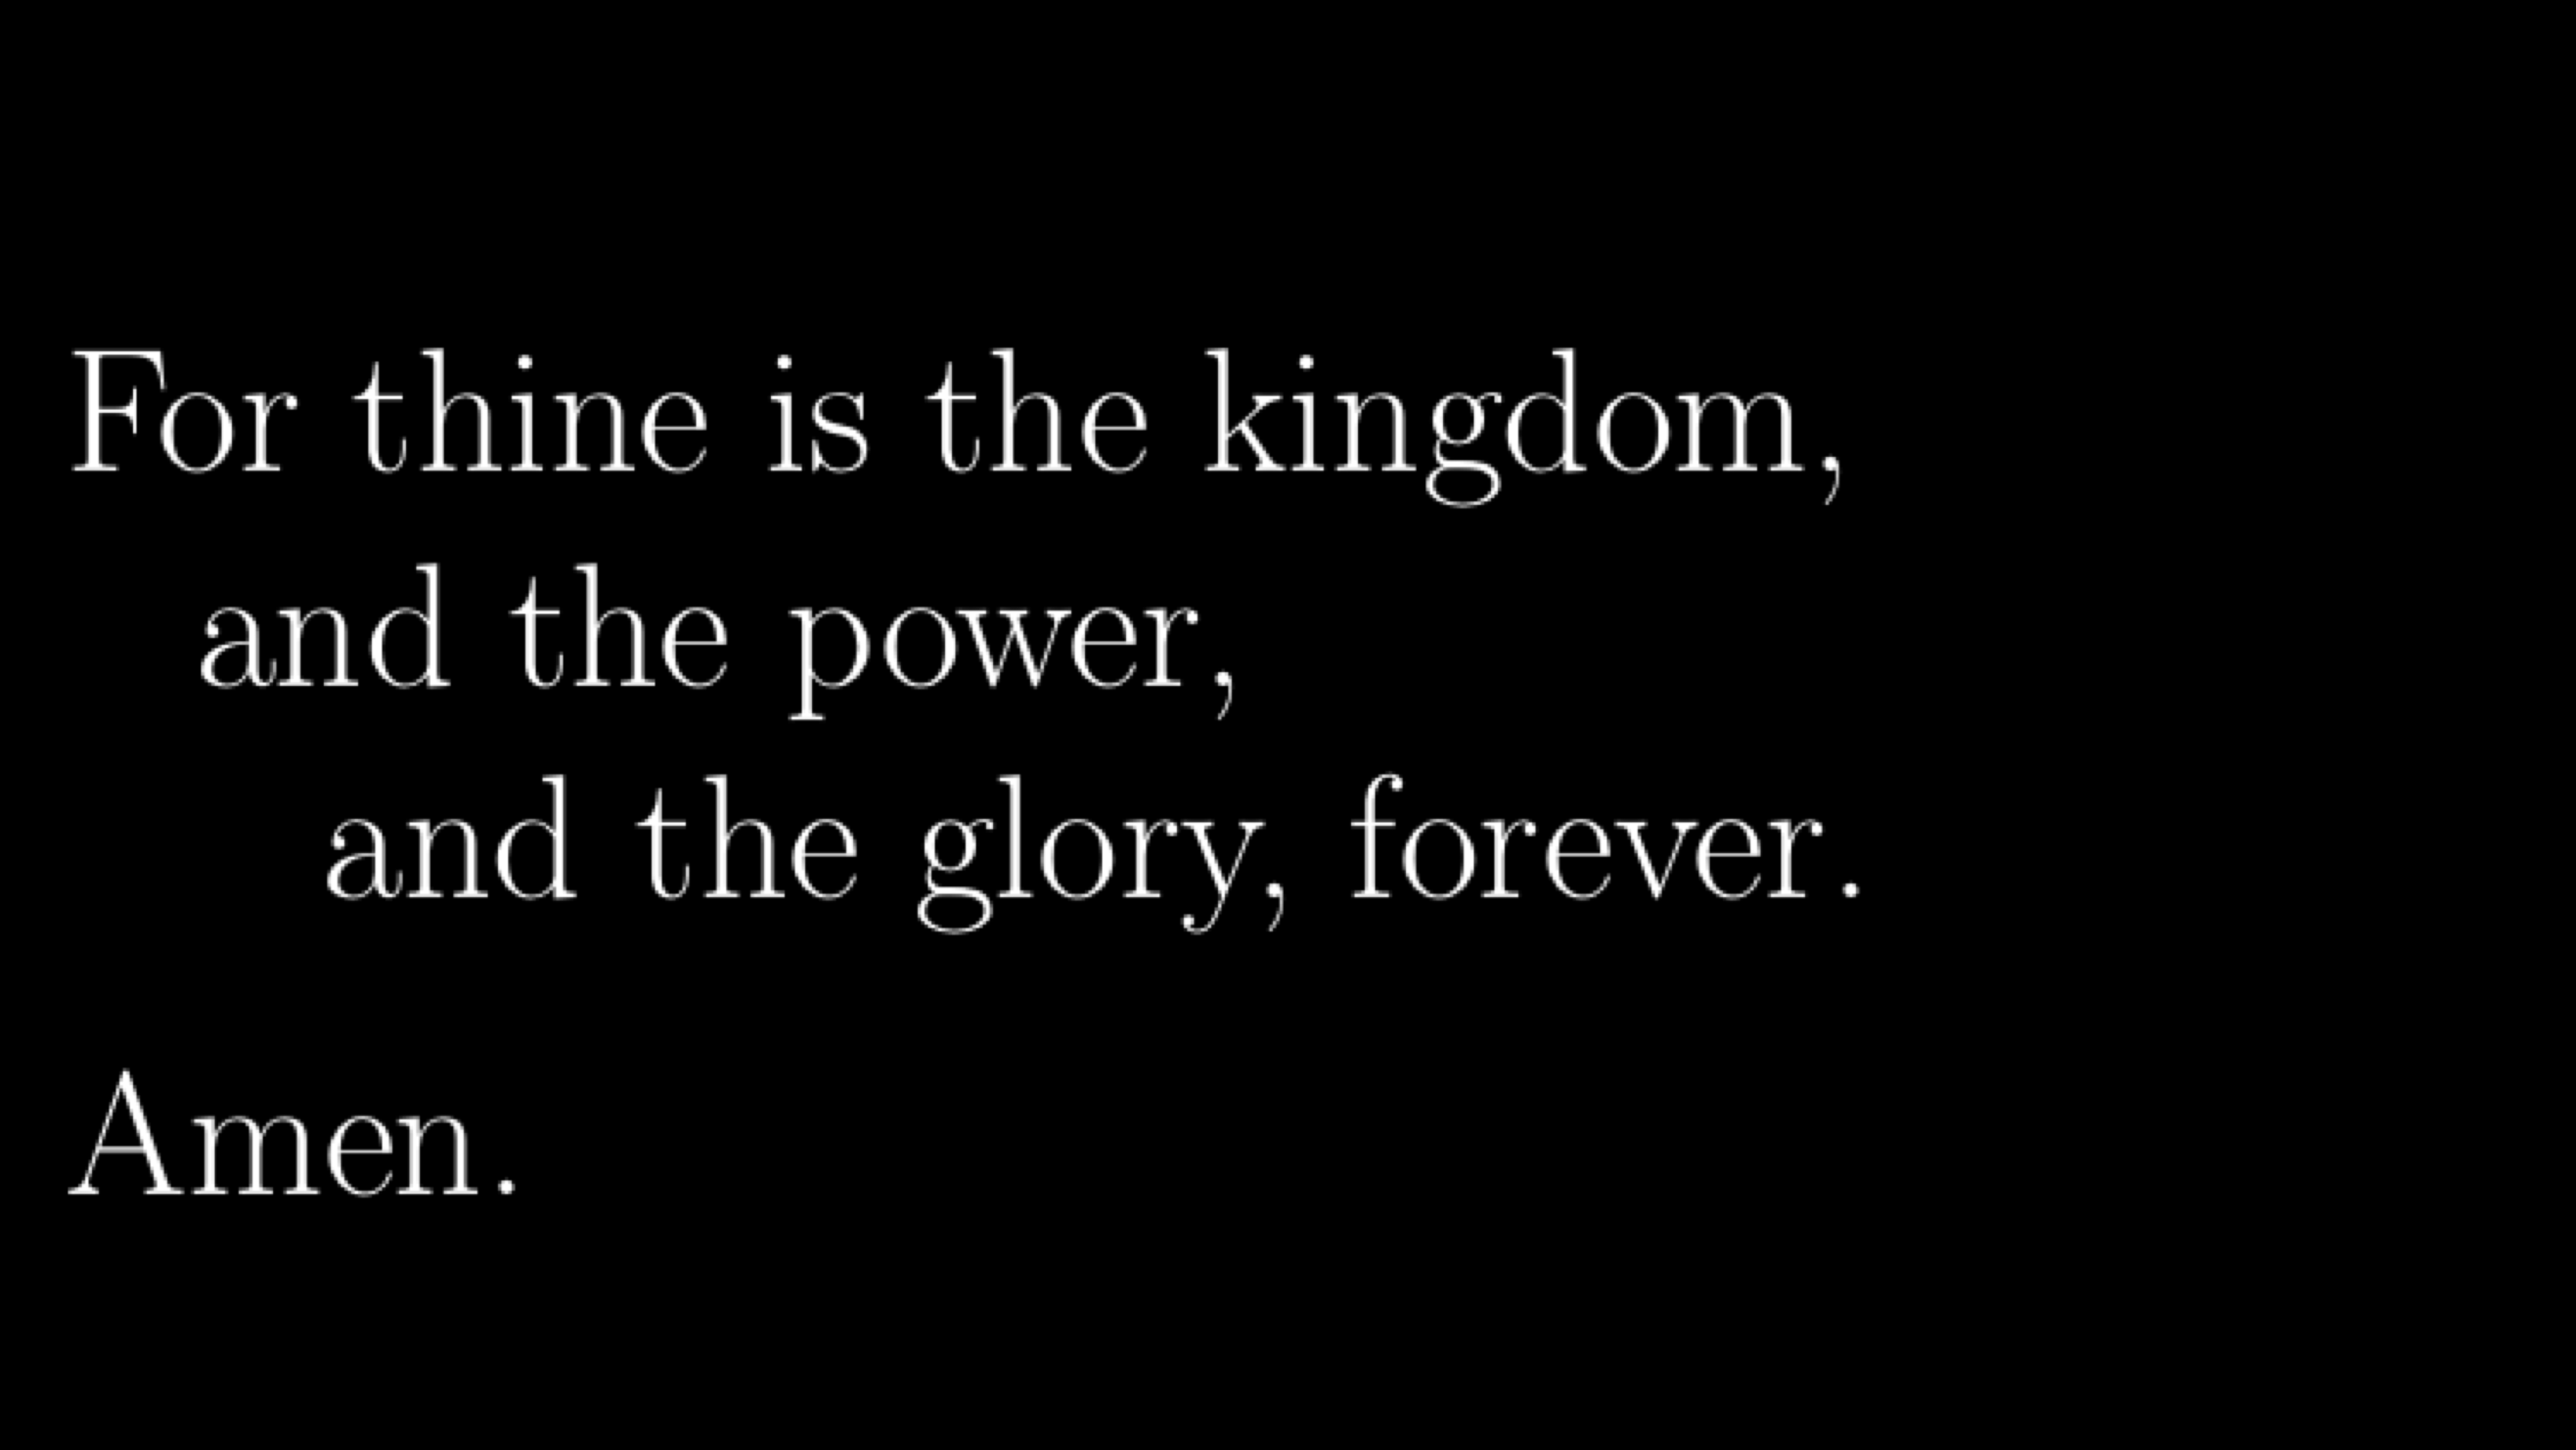 For thine is the kingdom,
and the power,
and the glory, forever.
Amen.